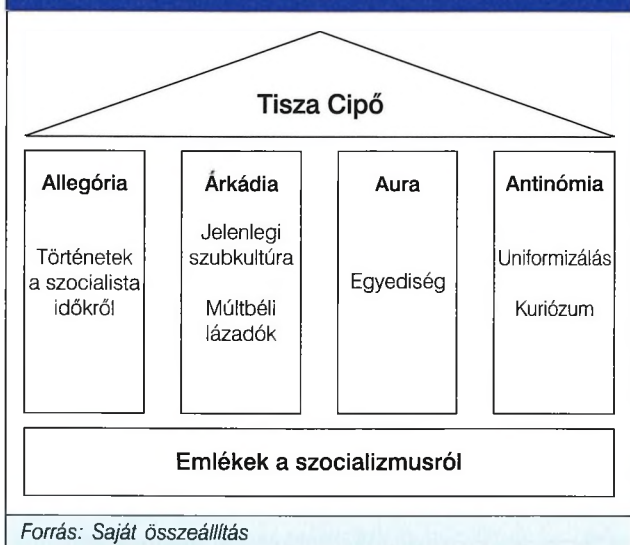 Tisza Cipő
Allegória
Történetek
a szocialista
időkről
Árkádia
Jelenlegi
szubkultúra
Múltbéli
lázadók
Aura
Egyediség
Antinómia
Uniformizálás
Kuriózum
Emlékek a szocializmusról
Forrás: Saját összeállítás